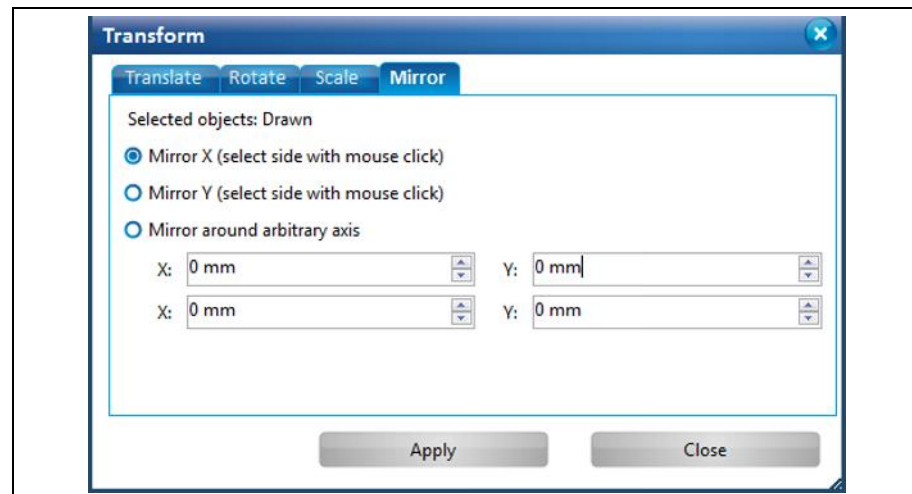 Transform
Translate Rotate Scale Mirror
Selected objects: Drawn
Mirror X (select side with mouse click)
Mirror Y (select side with mouse click)
Mirror around arbitrary axis
X: 0 mm Y: 0 mm
X: 0 mm Y: 0 mm
Apply Close